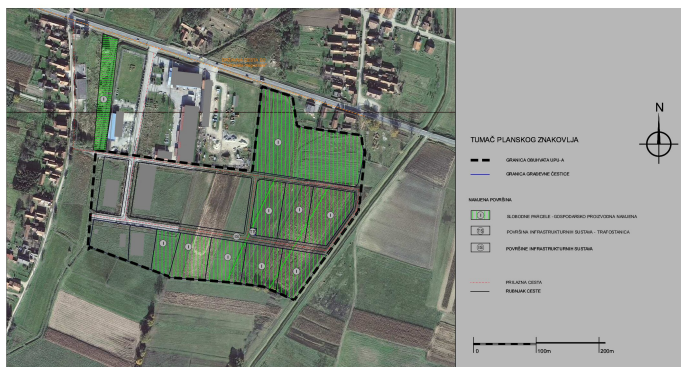 N
TUMAČ PLANSKOG ZNAKOVLJA
GRANICA OBUHVATA UPU-A
GRANICA GRAĐEVNE ČESTICE
NAMJENA POVRŠINA
I SLOBODNE PARCELE - GOSPODARSKO PROIZVODNA NAMJENA
POVRŠINA INFRASTRUKTURNIH SUSTAVA - TRAFOSTANICA
POVRŠINE INFRASTRUKTURNIH SUSTAVA
PRILAZNA CESTA
RUBNJAK CESTE
0 100m 200m